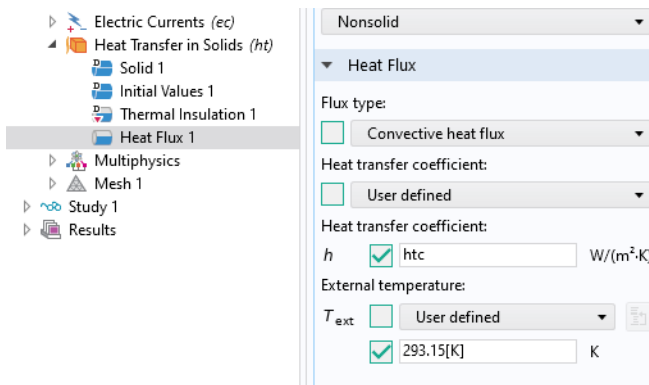 Electric Currents (ec)
Heat Transfer in Solids (ht)
D Solid 1
D Initial Values 1
D Thermal Insulation 1
Heat Flux 1
Multiphysics
Mesh 1
Study 1
Results
Nonsolid
Heat Flux
Flux type:
Convective heat flux
Heat transfer coefficient:
User defined
Heat transfer coefficient:
h htc W/(m²·K)
External temperature:
T ext User defined
293.15[K] K